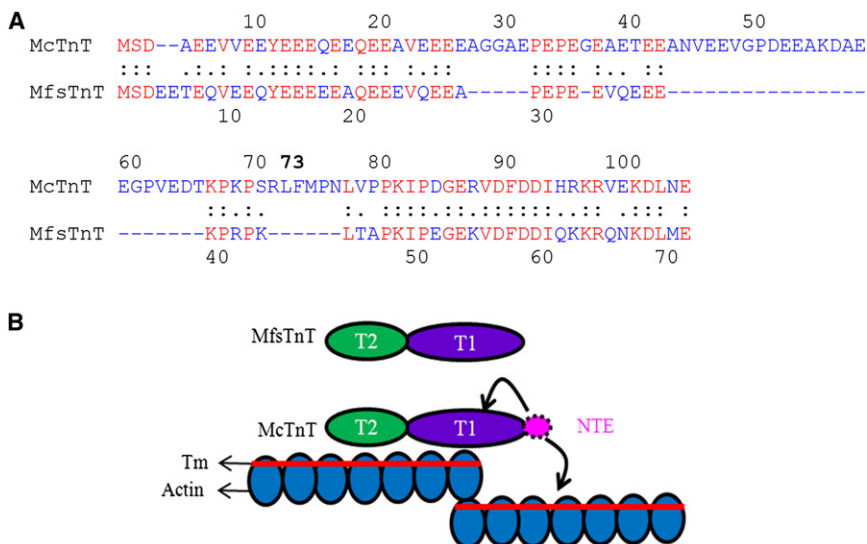 A
10 20 30 40 50
McTnT MSD--AEEVVEEYEEEQEEQEEAVEEEEAGGAEPEPEGEAETEEANVEEVGPDEEAKDAE
::: .:.: :.::::.: :::.:.:: ::::.:.. ::
MfsTnT MSDEETEQVEEQYEEEEEAQEEEVQEEA-----PEPE-EVQEEE----------------
10 20 30
60 70 73 80 90 100
McTnT EGPVEDTKPKPSRLFMPNLVPPKIPDGERVDFDDIHRKRVEKDLNE
::.:. :. ::::.::.::::::..:: .:::.:
MfsTnT -------KPRPK------LTAPKIPEGEKVDFDDIQKKRQNKDLME
40 50 60 70
B
MfsTnT T2 T1
McTnT T2 T1 NTE
Tm
Actin